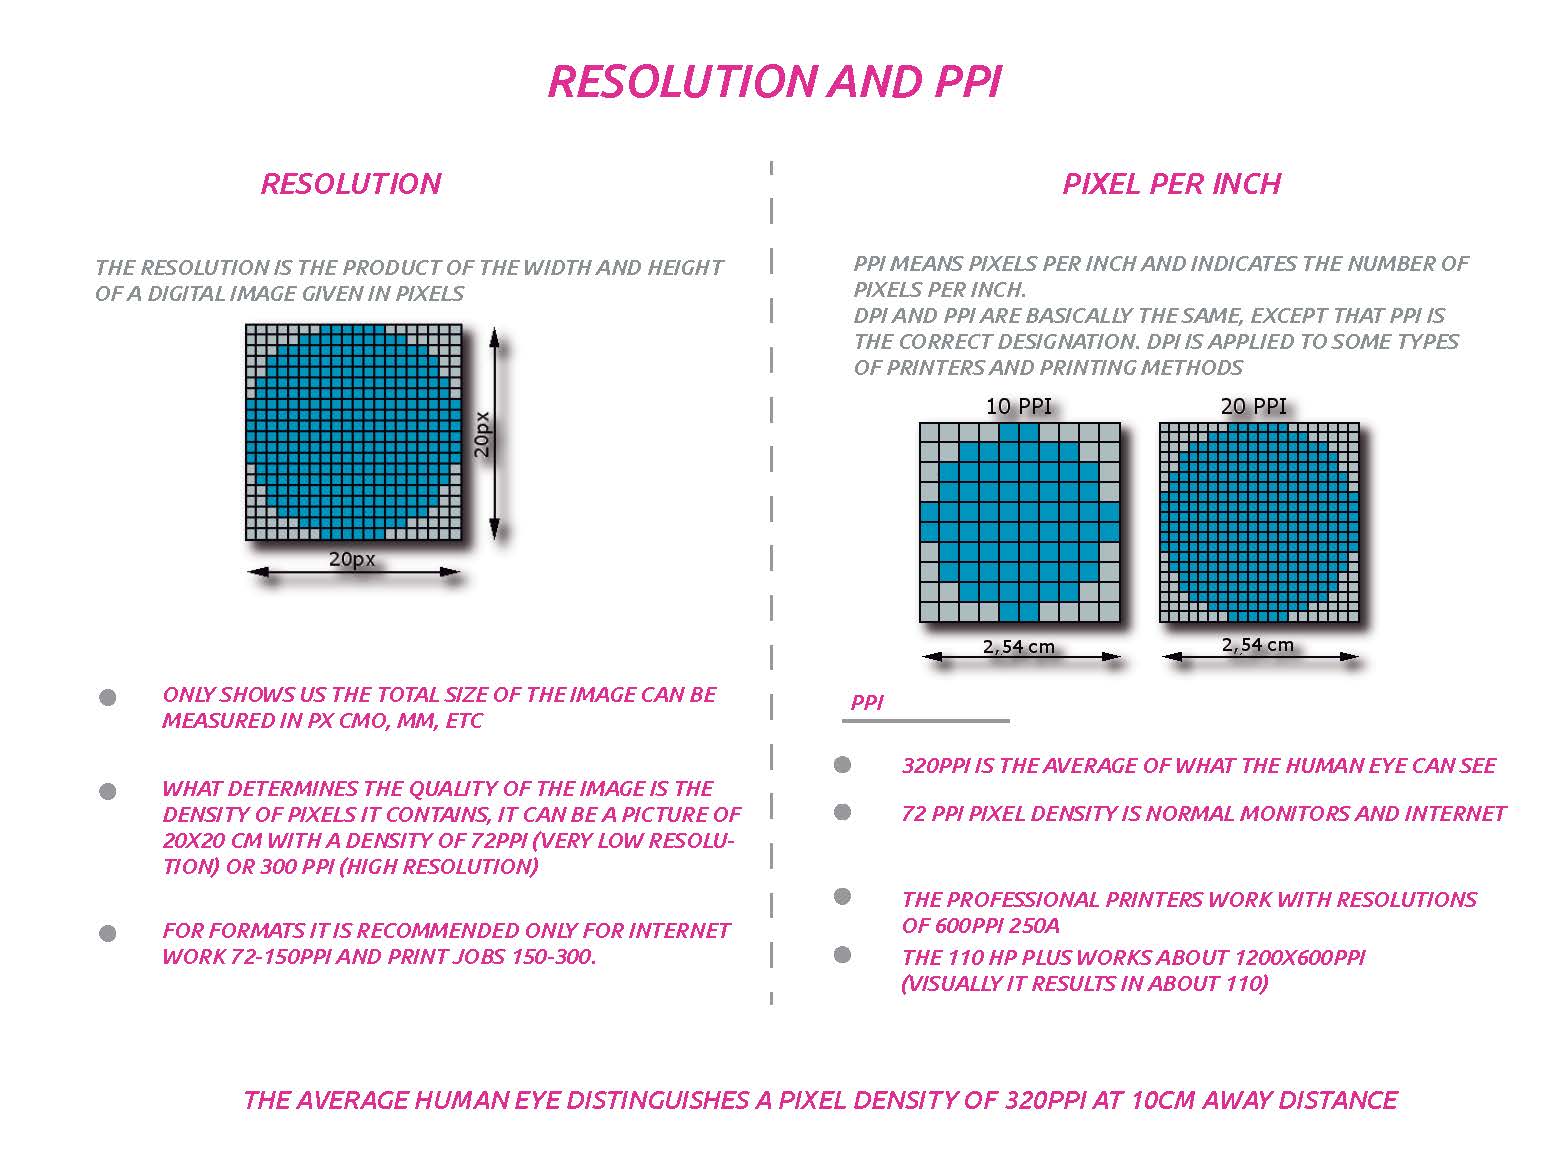 RESOLUTION AND PPI
RESOLUTION
THE RESOLUTION IS THE PRODUCT OF THE WIDTH AND HEIGHT
OF A DIGITAL IMAGE GIVEN IN PIXELS
20px
20px
ONLY SHOWS US THE TOTAL SIZE OF THE IMAGE CAN BE
MEASURED IN PX CMO, MM, ETC
WHAT DETERMINES THE QUALITY OF THE IMAGE IS THE
DENSITY OF PIXELS IT CONTAINS, IT CAN BE A PICTURE OF
20X20 CM WITH A DENSITY OF 72PPI (VERY LOW RESOLU-
TION) OR 300 PPI (HIGH RESOLUTION)
FOR FORMATS IT IS RECOMMENDED ONLY FOR INTERNET
WORK 72-150PPI AND PRINT JOBS 150-300.
PIXEL PER INCH
PPI MEANS PIXELS PER INCH AND INDICATES THE NUMBER OF
PIXELS PER INCH.
DPI AND PPI ARE BASICALLY THE SAME, EXCEPT THAT PPI IS
THE CORRECT DESIGNATION. DPI IS APPLIED TO SOME TYPES
OF PRINTERS AND PRINTING METHODS
10 PPI
20 PPI
2,54 cm
2,54 cm
PPI
320PPI IS THE AVERAGE OF WHAT THE HUMAN EYE CAN SEE
72 PPI PIXEL DENSITY IS NORMAL MONITORS AND INTERNET
THE PROFESSIONAL PRINTERS WORK WITH RESOLUTIONS
OF 600PPI 250A
THE 110 HP PLUS WORKS ABOUT 1200X600PPI
(VISUALLY IT RESULTS IN ABOUT 110)
THE AVERAGE HUMAN EYE DISTINGUISHES A PIXEL DENSITY OF 320PPI AT 10CM AWAY DISTANCE